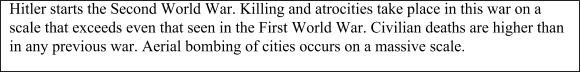 Hitler starts the Second World War. Killing and atrocities take place in this war on a
scale that exceeds even that seen in the First World War. Civilian deaths are higher than
in any previous war. Aerial bombing of cities occurs on a massive scale.